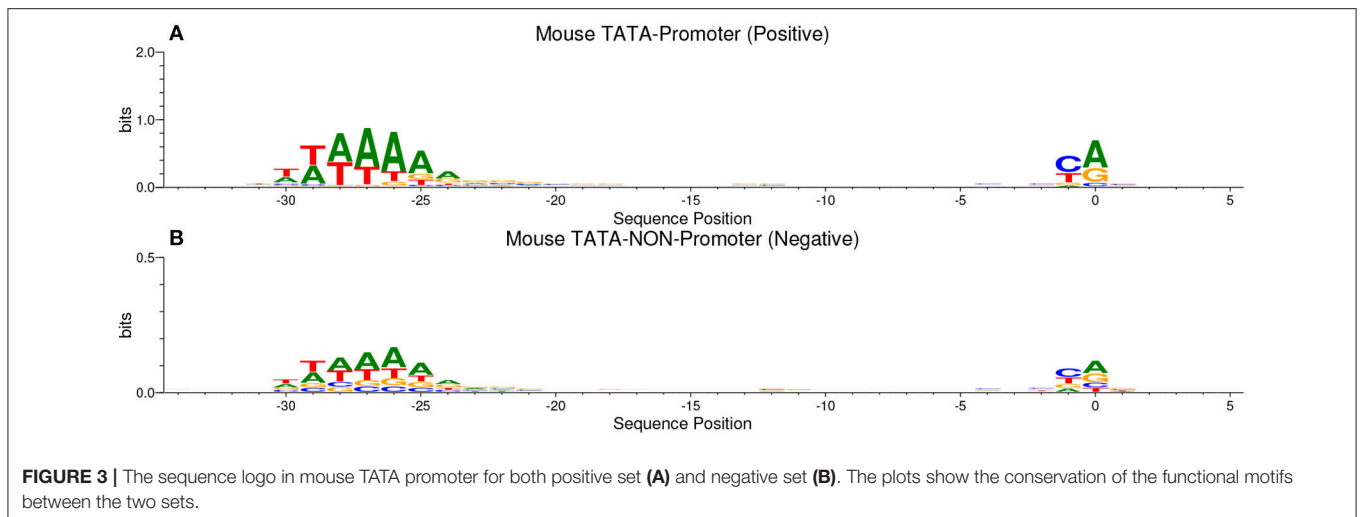 A
Mouse TATA-Promoter (Positive)
2.0
1.0
0.0
bits
T A T A T A T A T A G T A
C T A G
-30 -25 -20 -15 -10 -5 0 5
Sequence Position
B
Mouse TATA-NON-Promoter (Negative)
0.5
0.0
bits
T A T A A T C A T G A T G A T G A
C T G A G C
-30 -25 -20 -15 -10 -5 0 5
Sequence Position
FIGURE 3 | The sequence logo in mouse TATA promoter for both positive set (A) and negative set (B). The plots show the conservation of the functional motifs
between the two sets.